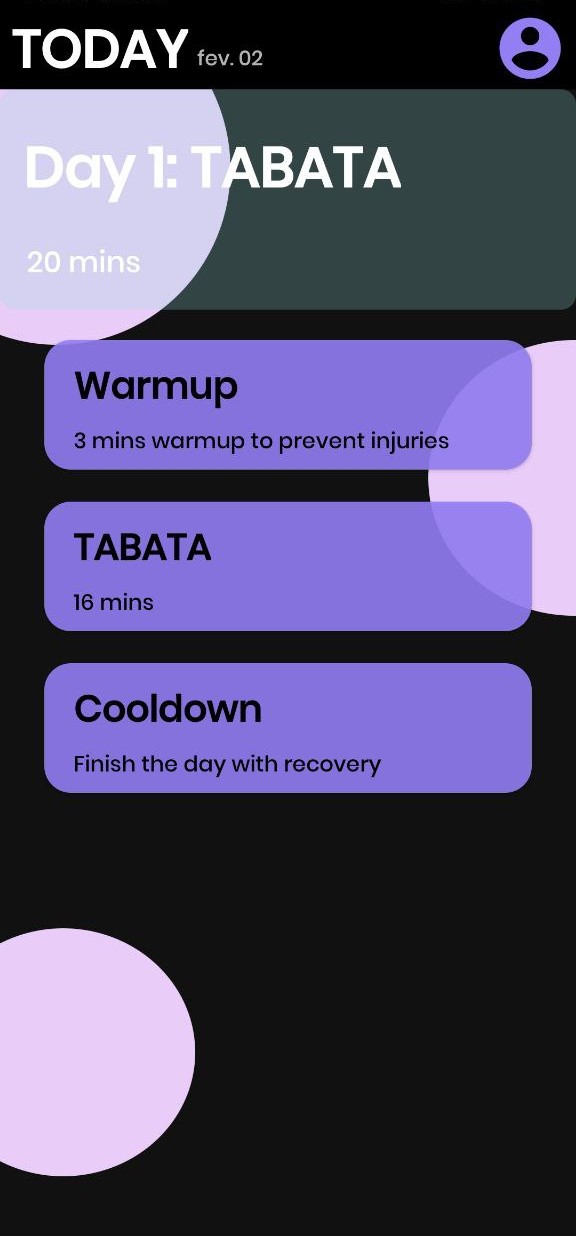 TODAY fev. 02
Day 1: TABATA
20 mins
Warmup
3 mins warmup to prevent injuries
TABATA
16 mins
Cooldown
Finish the day with recovery